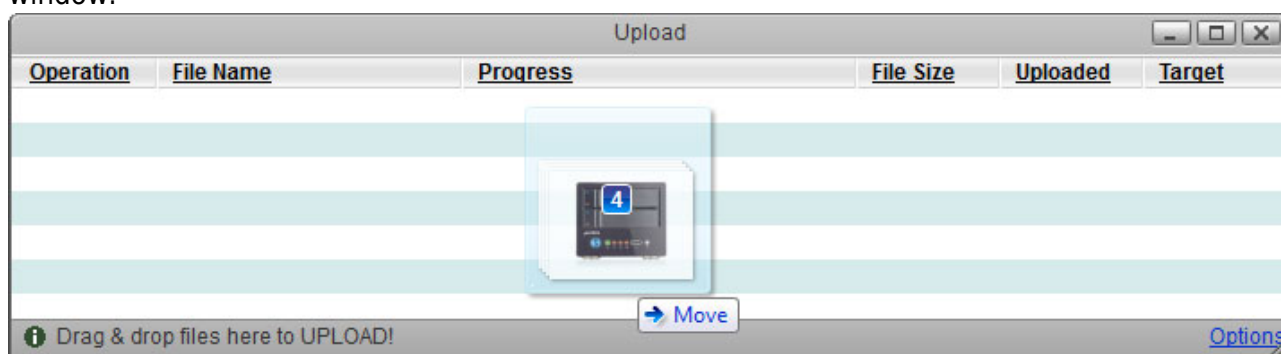 window.
Upload
Operation File Name Progress File Size Uploaded Target
4
Move
Drag & drop files here to UPLOAD! Options